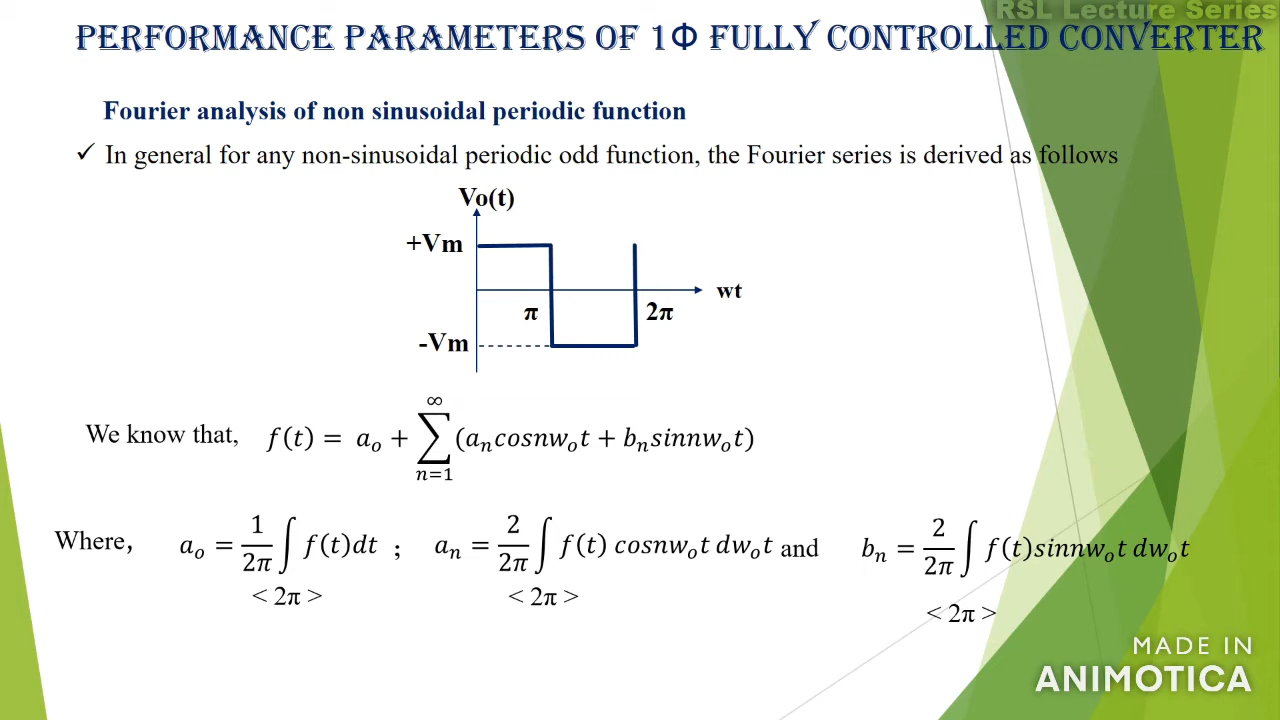 RSL Lecture Series
PERFORMANCE PARAMETERS OF 1Φ FULLY CONTROLLED CONVERTER
Fourier analysis of non sinusoidal periodic function
✓ In general for any non-sinusoidal periodic odd function, the Fourier series is derived as follows
Vo(t)
+Vm
wt
π
2π
-Vm
We know that, f(t) = a_o + ∑_{n=1}^{∞} (a_n cosnw_o t + b_n sinnw_o t)
Where, a_o = 1/2π ∫ f(t)dt ; a_n = 2/2π ∫ f(t) cosnw_o t dw_o t and b_n = 2/2π ∫ f(t)sinnw_o t dw_o t
< 2π > < 2π > < 2π >
MADE IN
ANIMOTICA